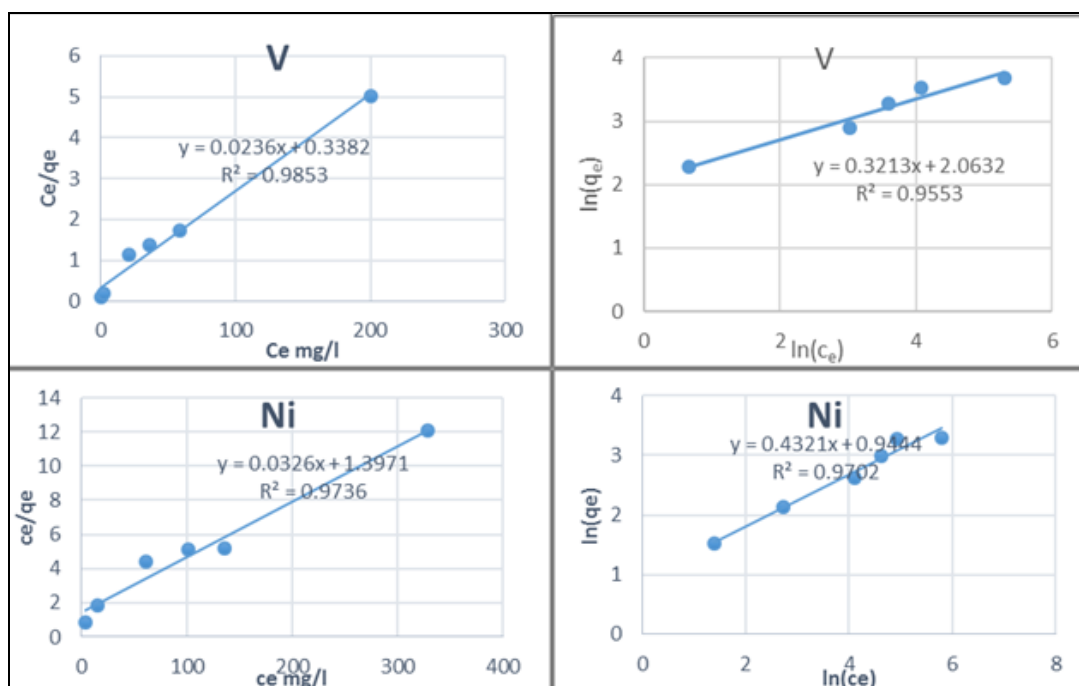 V
6
5
4
3
2
1
0
Ce/qe
y = 0.0236x + 0.3382
R² = 0.9853
0 100 200 300
Ce mg/l
V
4
3
2
1
0
ln(qₑ)
y = 0.3213x + 2.0632
R² = 0.9553
0 2 4 6
ln(cₑ)
Ni
14
12
10
8
6
4
2
0
ce/qe
y = 0.0326x + 1.3971
R² = 0.9736
0 100 200 300 400
ce mg/l
Ni
4
3
2
1
0
ln(qe)
y = 0.4321x + 0.9444
R² = 0.9702
0 2 4 6 8
ln(ce)